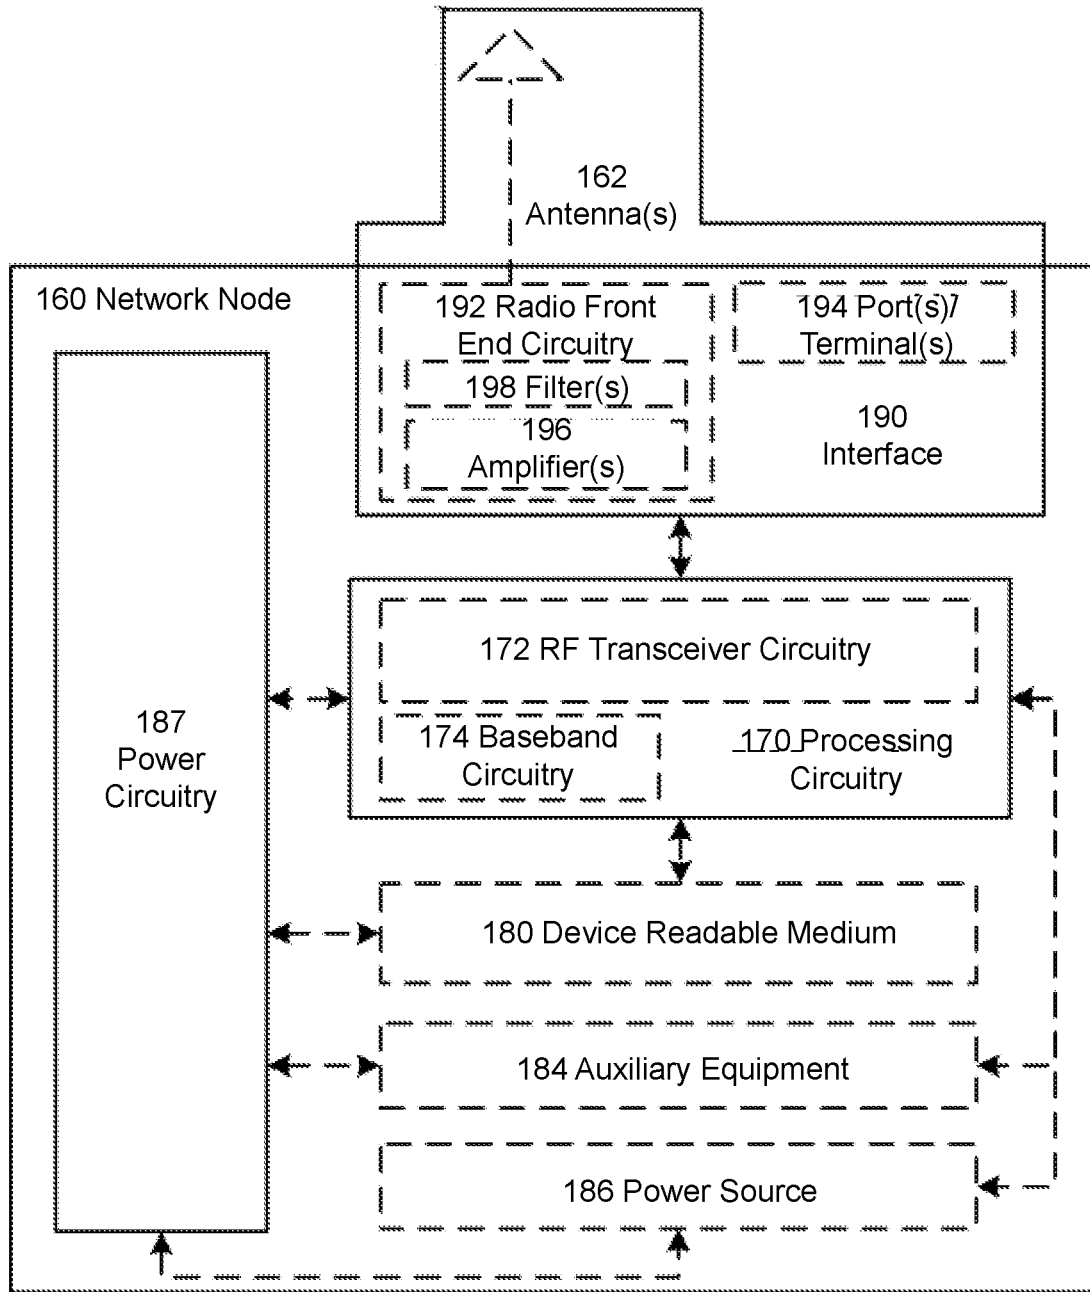 162
Antenna(s)
160 Network Node
192 Radio Front
End Circuitry
194 Port(s)/
Terminal(s)
198 Filter(s)
196
Amplifier(s)
190
Interface
172 RF Transceiver Circuitry
187
Power
Circuitry
174 Baseband
Circuitry
170 Processing
Circuitry
180 Device Readable Medium
184 Auxiliary Equipment
186 Power Source